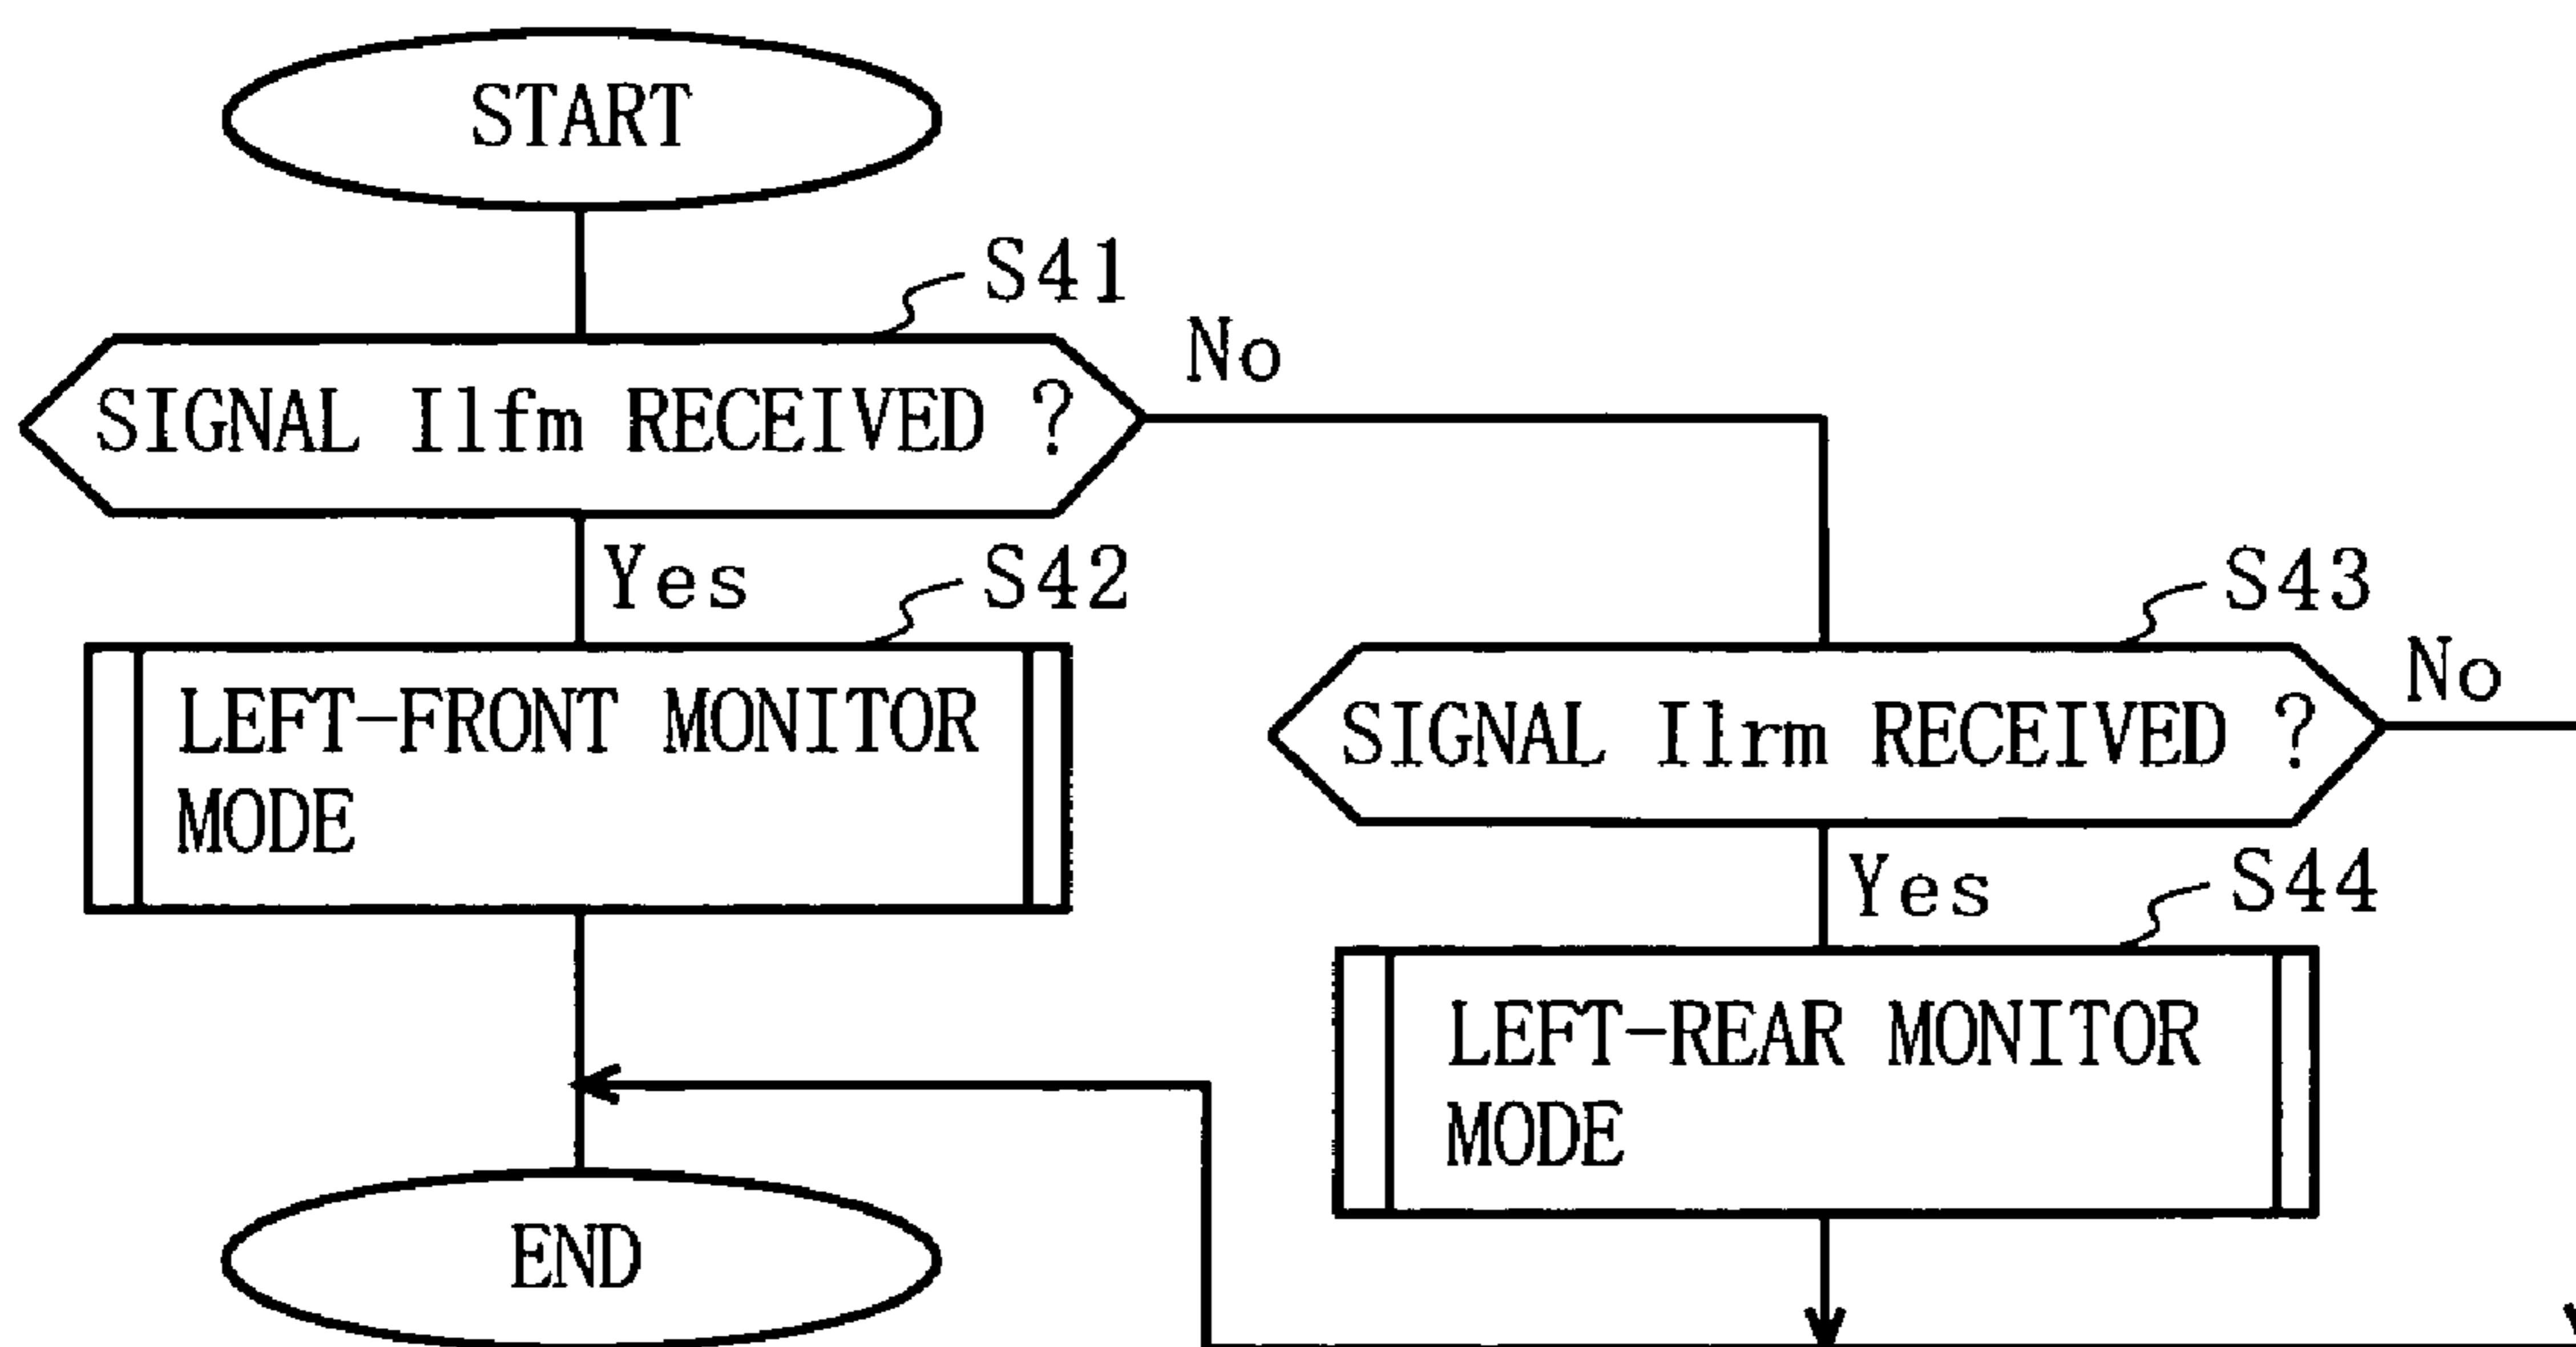 START
S41
SIGNAL Ilfm RECEIVED ?
No
Yes
S42
LEFT-FRONT MONITOR
MODE
S43
SIGNAL Ilrm RECEIVED ?
No
Yes
S44
LEFT-REAR MONITOR
MODE
END